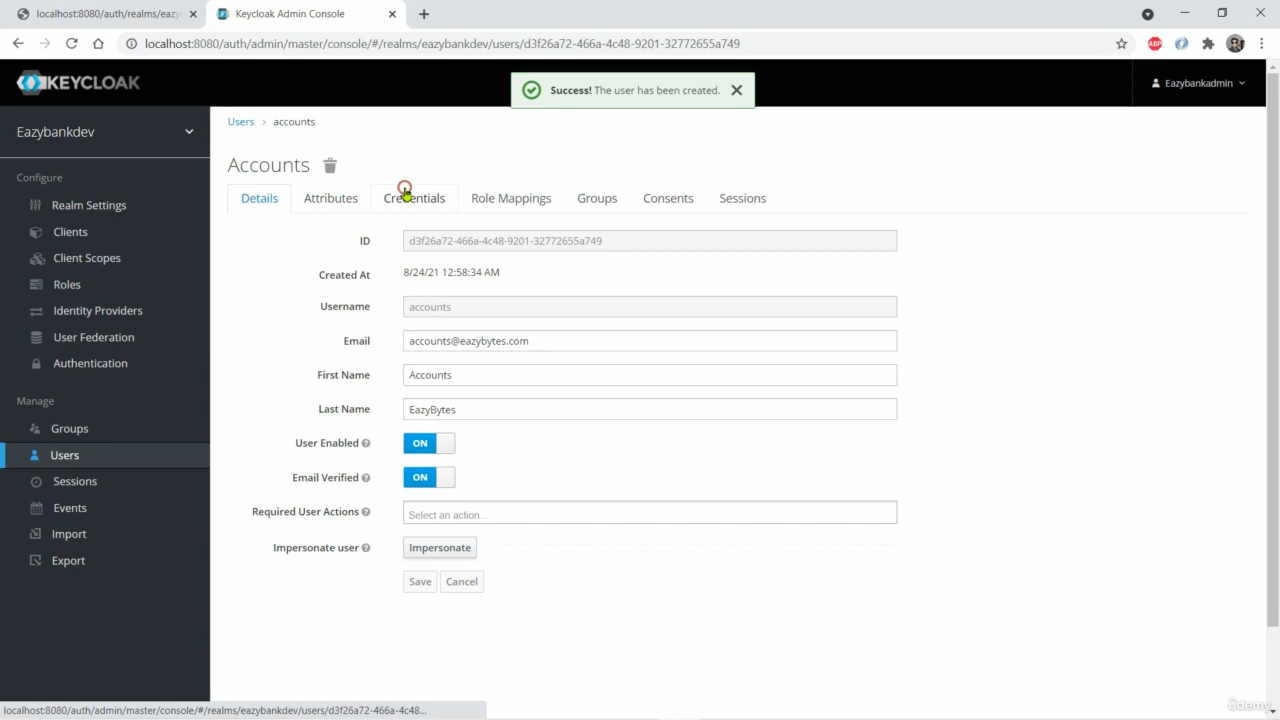 localhost:8080/auth/realms/eazy
Keycloak Admin Console
localhost:8080/auth/admin/master/console/#/realms/eazybankdev/users/d3f26a72-466a-4c48-9201-32772655a749
ABP
KEYCLOAK
Success! The user has been created.
Eazybankadmin
Eazybankdev
Configure
Realm Settings
Clients
Client Scopes
Roles
Identity Providers
User Federation
Authentication
Manage
Groups
Users
Sessions
Events
Import
Export
Users > accounts
Accounts
Details Attributes Credentials Role Mappings Groups Consents Sessions
ID d3f26a72-466a-4c48-9201-32772655a749
Created At 8/24/21 12:58:34 AM
Username accounts
Email accounts@eazybytes.com
First Name Accounts
Last Name EazyBytes
User Enabled ON
Email Verified ON
Required User Actions Select an action...
Impersonate user Impersonate
Save Cancel
localhost:8080/auth/admin/master/console/#/realms/eazybankdev/users/d3f26a72-466a-4c48...
ûdemy